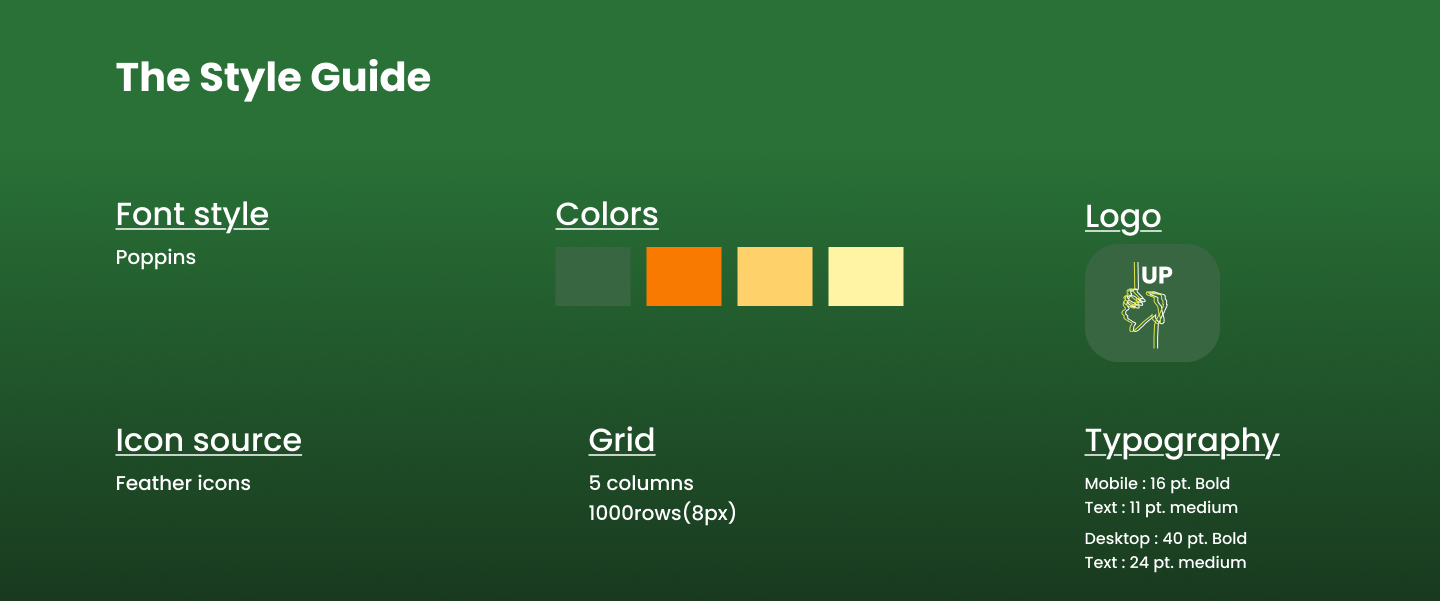 The Style Guide
Font style
Poppins
Colors
Logo
UP
Icon source
Feather icons
Grid
5 columns
1000rows(8px)
Typography
Mobile : 16 pt. Bold
Text : 11 pt. medium
Desktop : 40 pt. Bold
Text : 24 pt. medium